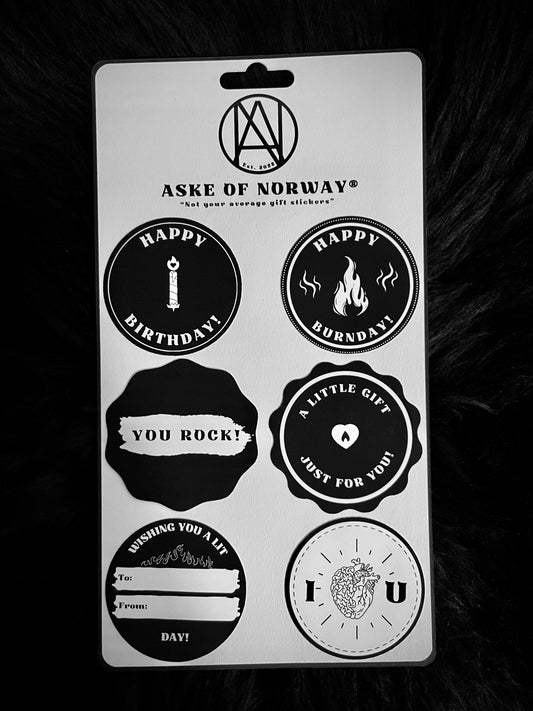 Est. 2022
ASKE OF NORWAY®
"Not your average gift stickers"
HAPPY
BIRTHDAY!
HAPPY
BURNDAY!
YOU ROCK!
A LITTLE GIFT
JUST FOR YOU!
WISHING YOU A LIT
To:
From:
DAY!
I U